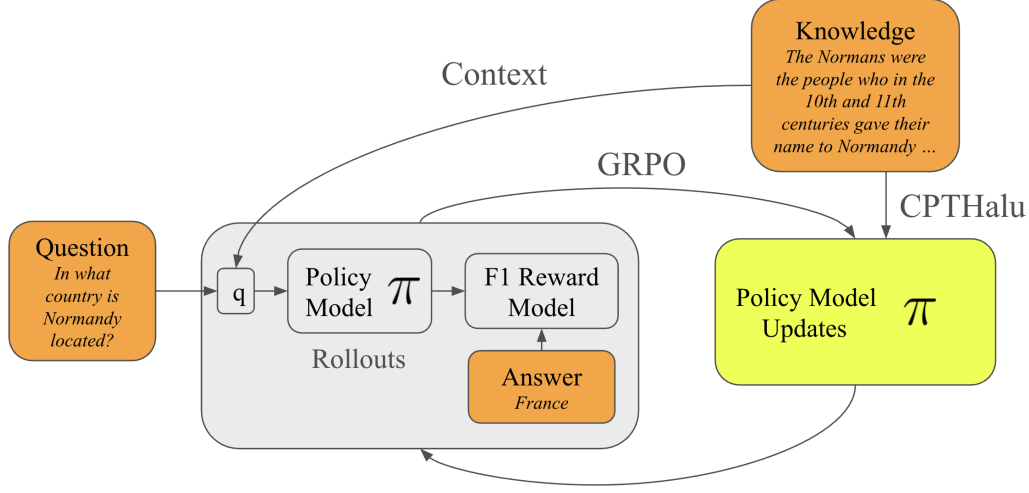 Knowledge
The Normans were
the people who in the
10th and 11th
centuries gave their
name to Normandy ...
Context
GRPO
CPTHalu
Question
In what
country is
Normandy
located?
q
Policy
Model π
F1 Reward
Model
Rollouts
Answer
France
Policy Model
Updates π